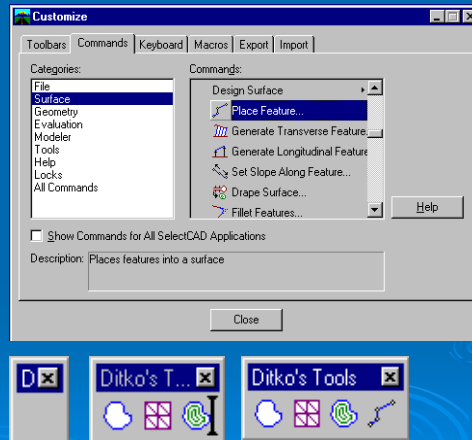 Customize
Toolbars Commands Keyboard Macros Export Import
Categories:
File
Surface
Geometry
Evaluation
Modeler
Tools
Help
Locks
All Commands
Commands:
Design Surface
Place Feature...
Generate Transverse Feature
Generate Longitudinal Feature
Set Slope Along Feature...
Drape Surface...
Fillet Features...
Help
Show Commands for All SelectCAD Applications
Description: Places features into a surface
Close
D
Ditko's T...
Ditko's Tools